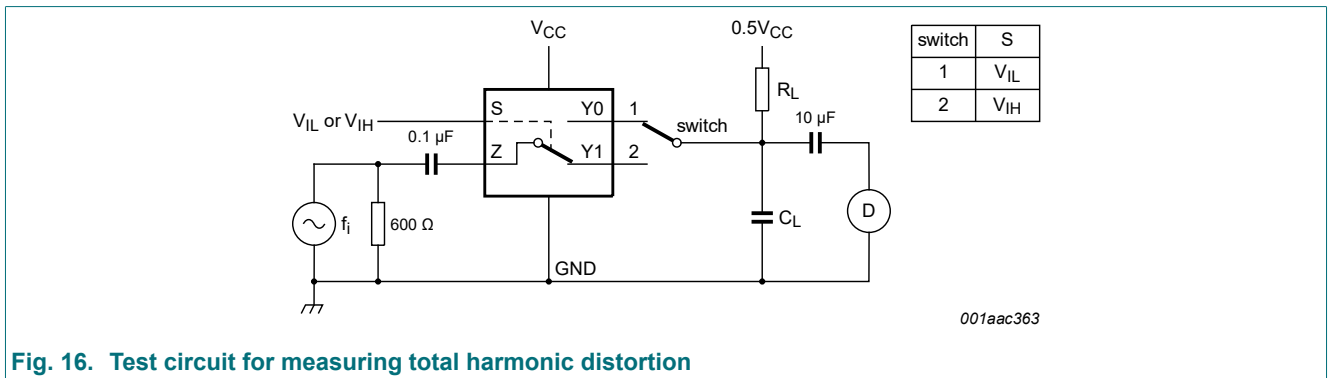 VCC
0.5VCC
switch S
1 VIL
2 VIH
RL
10 µF
S Y0 1
switch
VIL or VIH
0.1 µF
Z Y1 2
fi
600 Ω
CL
D
GND
001aac363
Fig. 16. Test circuit for measuring total harmonic distortion